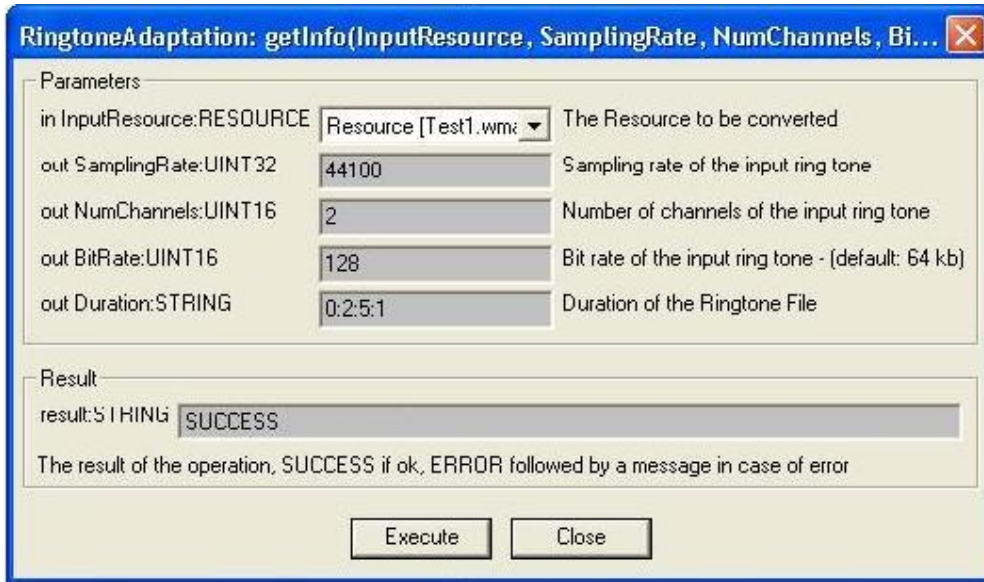 RingtoneAdaptation: getInfo(InputResource, SamplingRate, NumChannels, Bi...
Parameters
in InputResource:RESOURCE Resource [Test1.wma The Resource to be converted
out SamplingRate:UINT32 44100 Sampling rate of the input ring tone
out NumChannels:UINT16 2 Number of channels of the input ring tone
out BitRate:UINT16 128 Bit rate of the input ring tone - (default: 64 kb)
out Duration:STRING 0:2:5:1 Duration of the Ringtone File
Result
result:STRING SUCCESS
The result of the operation, SUCCESS if ok, ERROR followed by a message in case of error
Execute Close